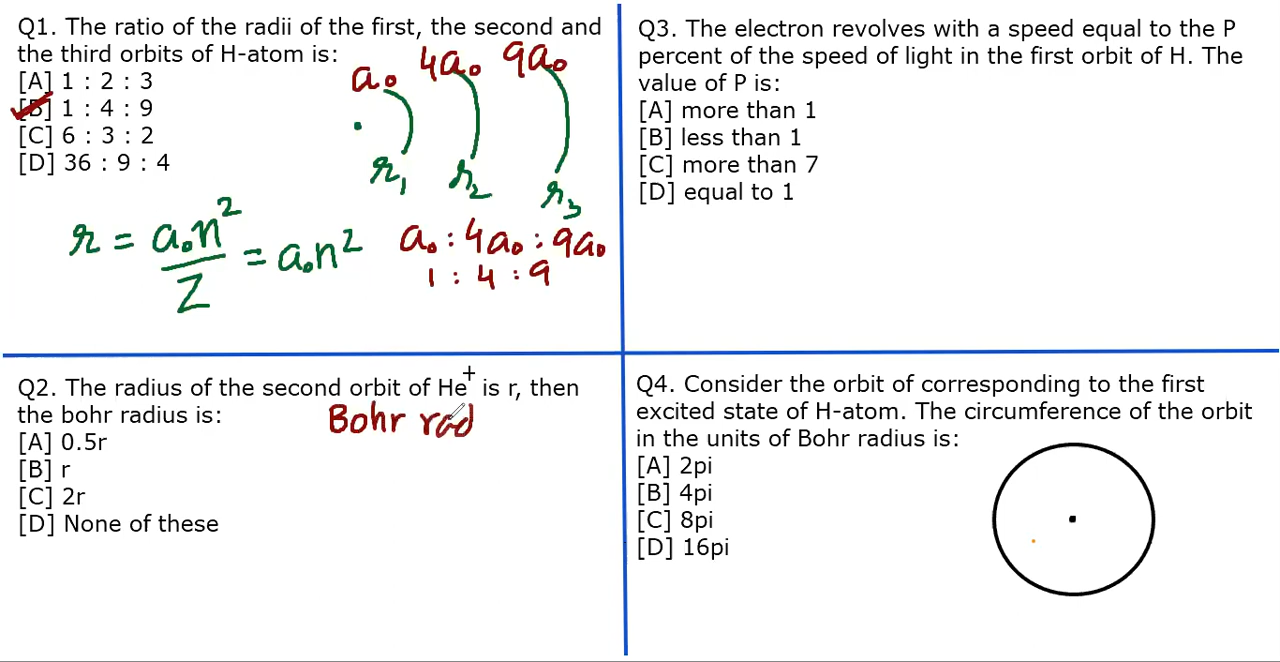 Q1. The ratio of the radii of the first, the second and
the third orbits of H-atom is:
[A] 1 : 2 : 3
[B] 1 : 4 : 9
[C] 6 : 3 : 2
[D] 36 : 9 : 4
a₀ 4a₀ 9a₀
r₁ r₂ r₃
r = a₀n²/Z = a₀n²
a₀ : 4a₀ : 9a₀
1 : 4 : 9
Q2. The radius of the second orbit of He⁺ is r, then
the bohr radius is:
[A] 0.5r
[B] r
[C] 2r
[D] None of these
Bohr rad
Q3. The electron revolves with a speed equal to the P
percent of the speed of light in the first orbit of H. The
value of P is:
[A] more than 1
[B] less than 1
[C] more than 7
[D] equal to 1
Q4. Consider the orbit of corresponding to the first
excited state of H-atom. The circumference of the orbit
in the units of Bohr radius is:
[A] 2pi
[B] 4pi
[C] 8pi
[D] 16pi